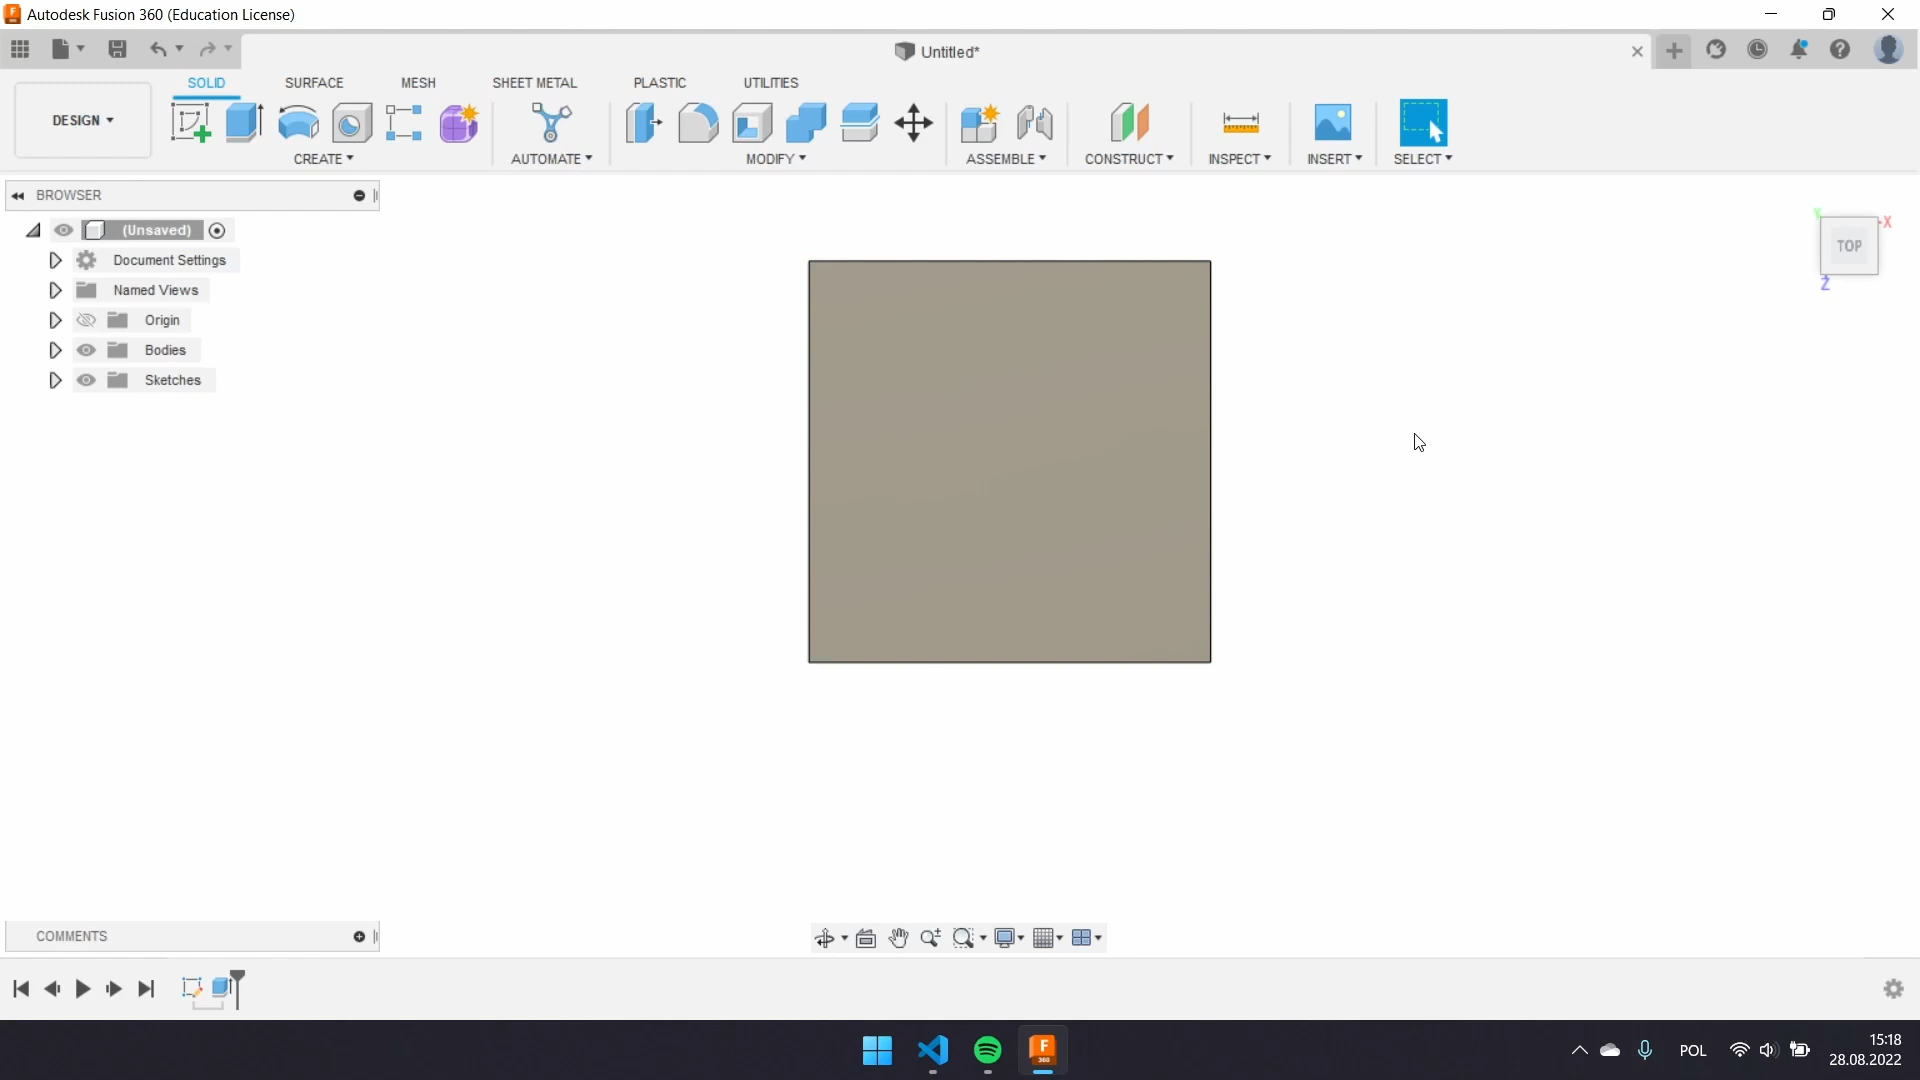 Autodesk Fusion 360 (Education License)
Untitled*
SOLID SURFACE MESH SHEET METAL PLASTIC UTILITIES
DESIGN
CREATE AUTOMATE MODIFY ASSEMBLE CONSTRUCT INSPECT INSERT SELECT
BROWSER
(Unsaved)
Document Settings
Named Views
Origin
Bodies
Sketches
Y
X
TOP
Z
COMMENTS
F
360
POL
15:18
28.08.2022